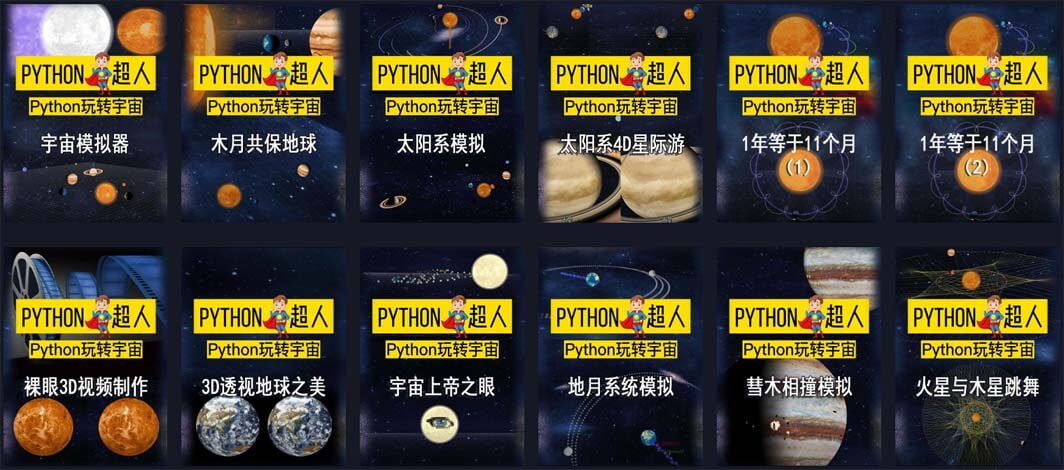 PYTHON超人
Python玩转宇宙
宇宙模拟器
PYTHON超人
Python玩转宇宙
木月共保地球
PYTHON超人
Python玩转宇宙
太阳系模拟
PYTHON超人
Python玩转宇宙
太阳系4D星际游
PYTHON超人
Python玩转宇宙
1年等于11个月
(1)
PYTHON超人
Python玩转宇宙
1年等于11个月
(2)
PYTHON超人
Python玩转宇宙
裸眼3D视频制作
PYTHON超人
Python玩转宇宙
3D透视地球之美
PYTHON超人
Python玩转宇宙
宇宙上帝之眼
PYTHON超人
Python玩转宇宙
地月系统模拟
PYTHON超人
Python玩转宇宙
彗木相撞模拟
PYTHON超人
Python玩转宇宙
火星与木星跳舞